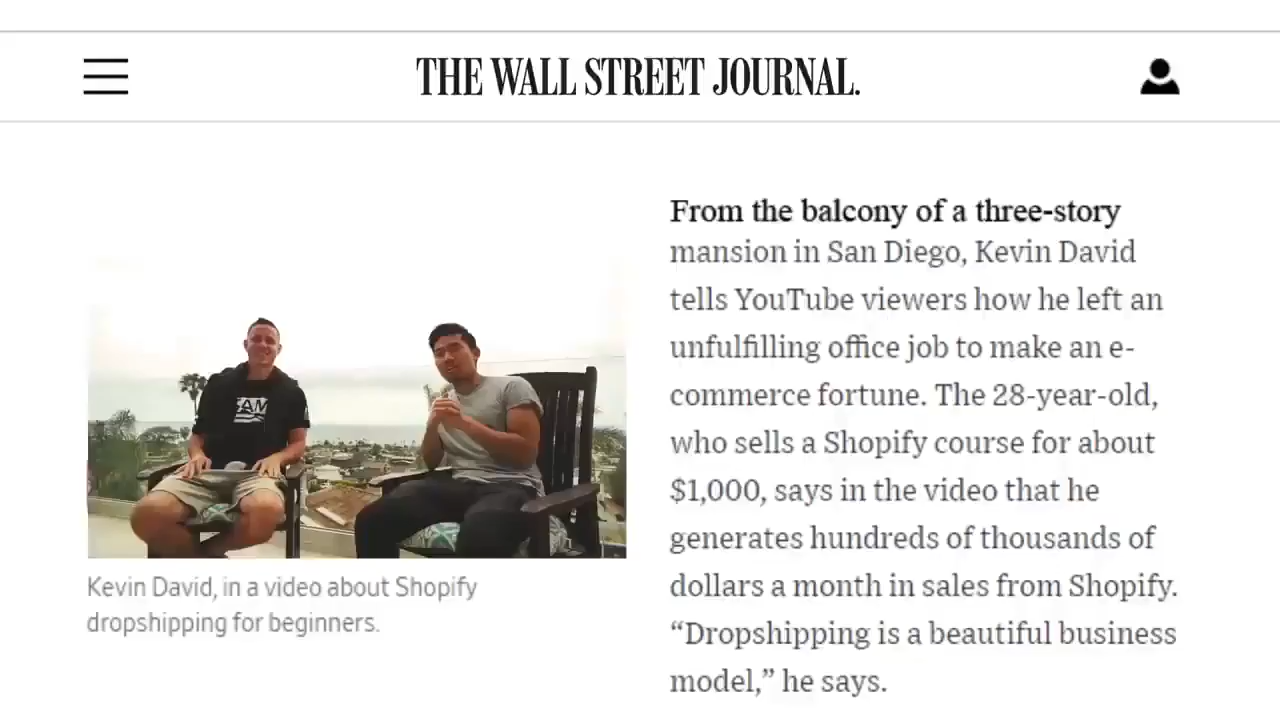 THE WALL STREET JOURNAL.
From the balcony of a three-story
mansion in San Diego, Kevin David
tells YouTube viewers how he left an
unfulfilling office job to make an e-
commerce fortune. The 28-year-old,
who sells a Shopify course for about
$1,000, says in the video that he
generates hundreds of thousands of
dollars a month in sales from Shopify.
“Dropshipping is a beautiful business
model,” he says.
Kevin David, in a video about Shopify
dropshipping for beginners.